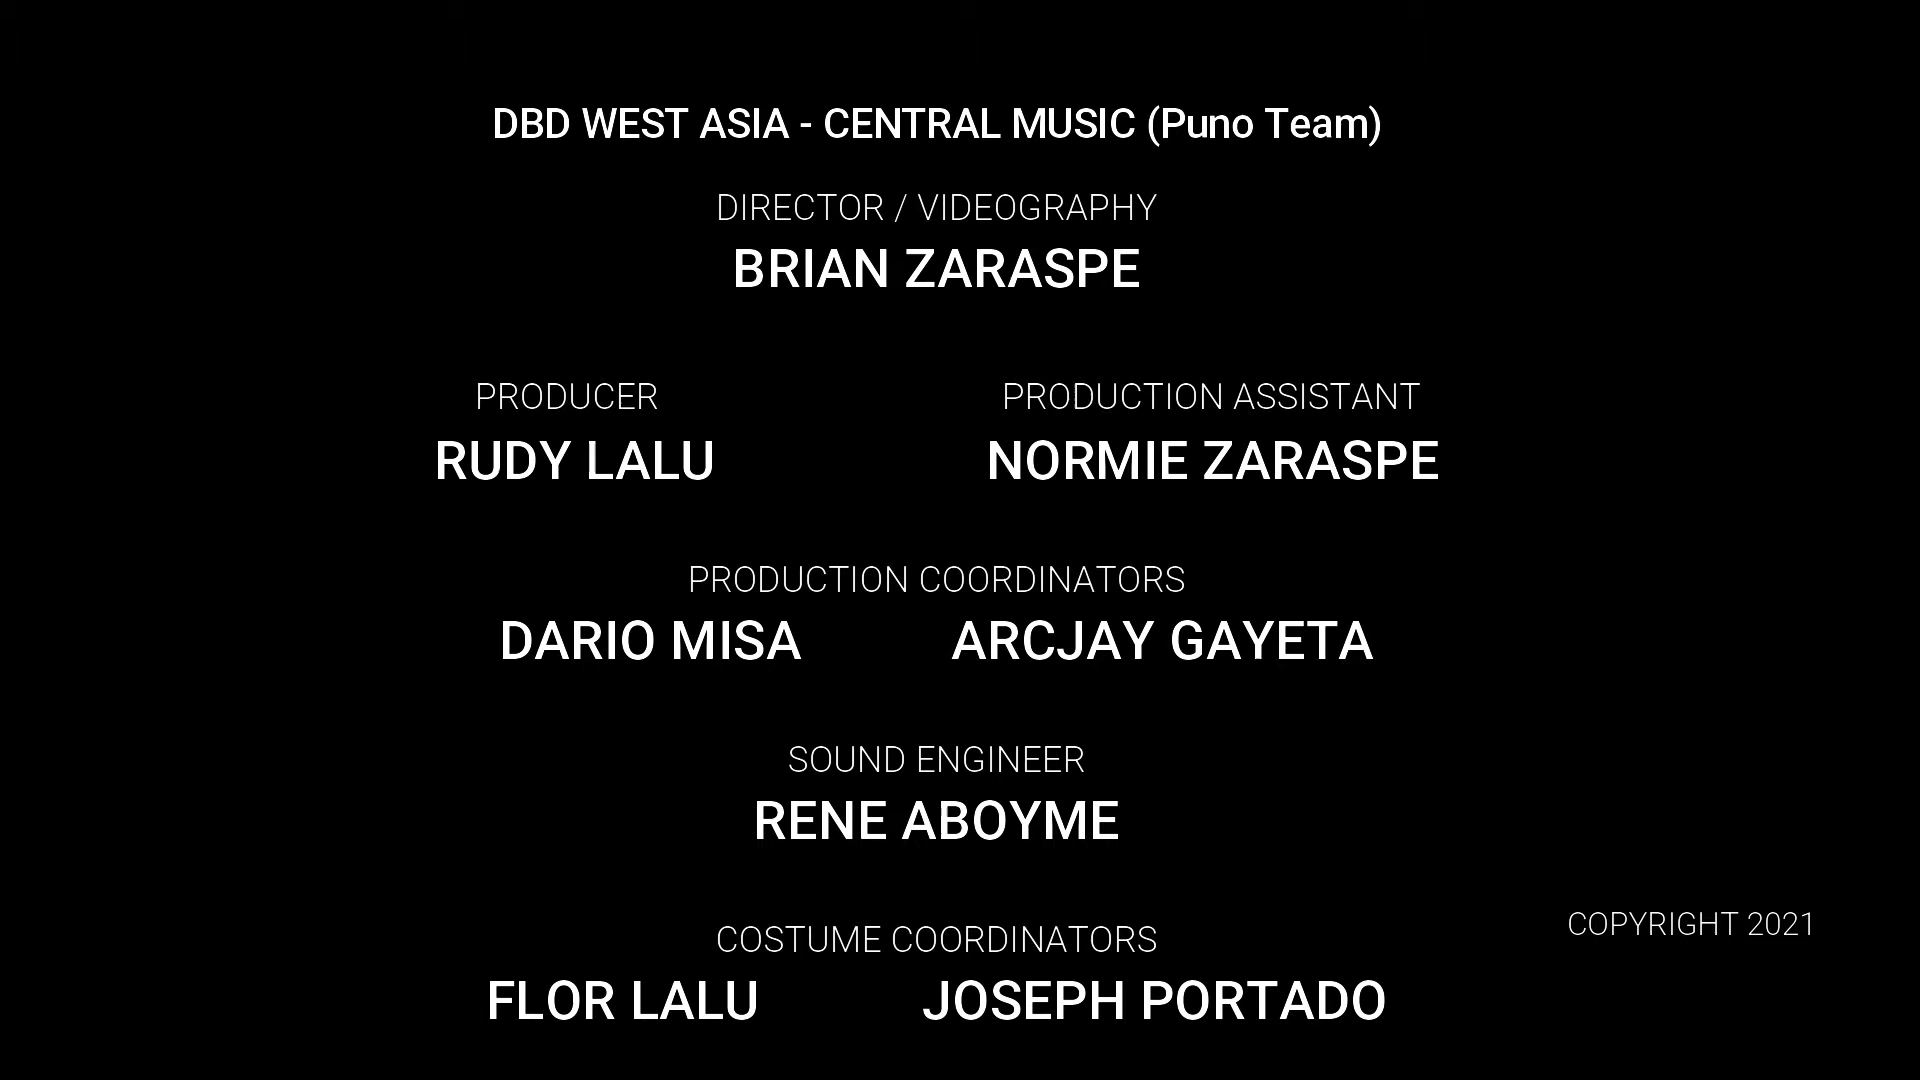 DBD WEST ASIA - CENTRAL MUSIC (Puno Team)
DIRECTOR / VIDEOGRAPHY
BRIAN ZARASPE
PRODUCER
RUDY LALU
PRODUCTION ASSISTANT
NORMIE ZARASPE
PRODUCTION COORDINATORS
DARIO MISA ARCJAY GAYETA
SOUND ENGINEER
RENE ABOYME
COSTUME COORDINATORS
FLOR LALU JOSEPH PORTADO
COPYRIGHT 2021